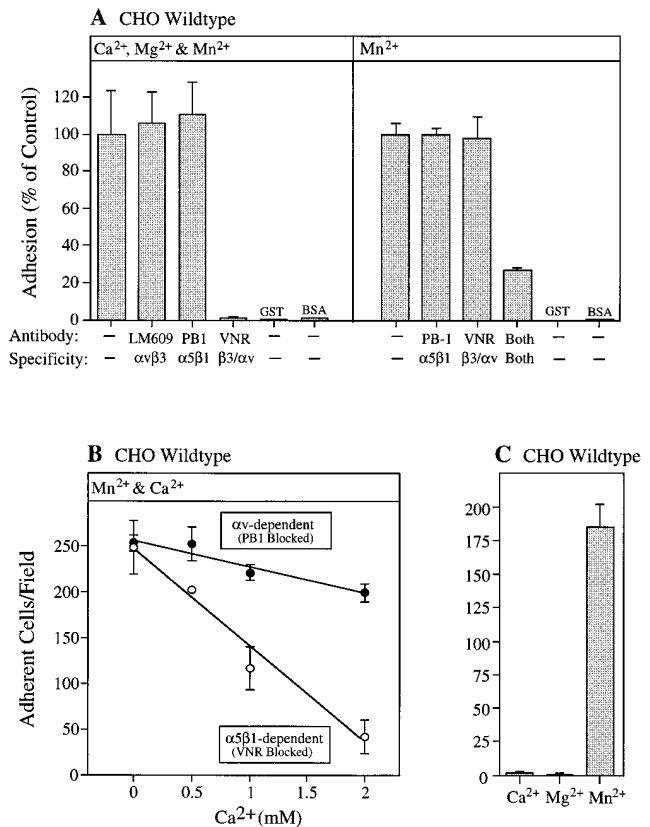 A CHO Wildtype
Ca2+, Mg2+ & Mn2+
Mn2+
Adhesion (% of Control)
120
100
80
60
40
20
0
GST BSA
GST BSA
Antibody: – LM609 PB1 VNR – – – PB-1 VNR Both – –
Specificity: – αvβ3 α5β1 β3/αv – – – α5β1 β3/αv Both – –
B CHO Wildtype
Mn2+ & Ca2+
αv-dependent
(PB1 Blocked)
α5β1-dependent
(VNR Blocked)
Adherent Cells/Field
250
200
150
100
50
0
0 0.5 1 1.5 2
Ca2+ (mM)
C CHO Wildtype
200
175
150
125
100
75
50
25
0
Ca2+ Mg2+ Mn2+